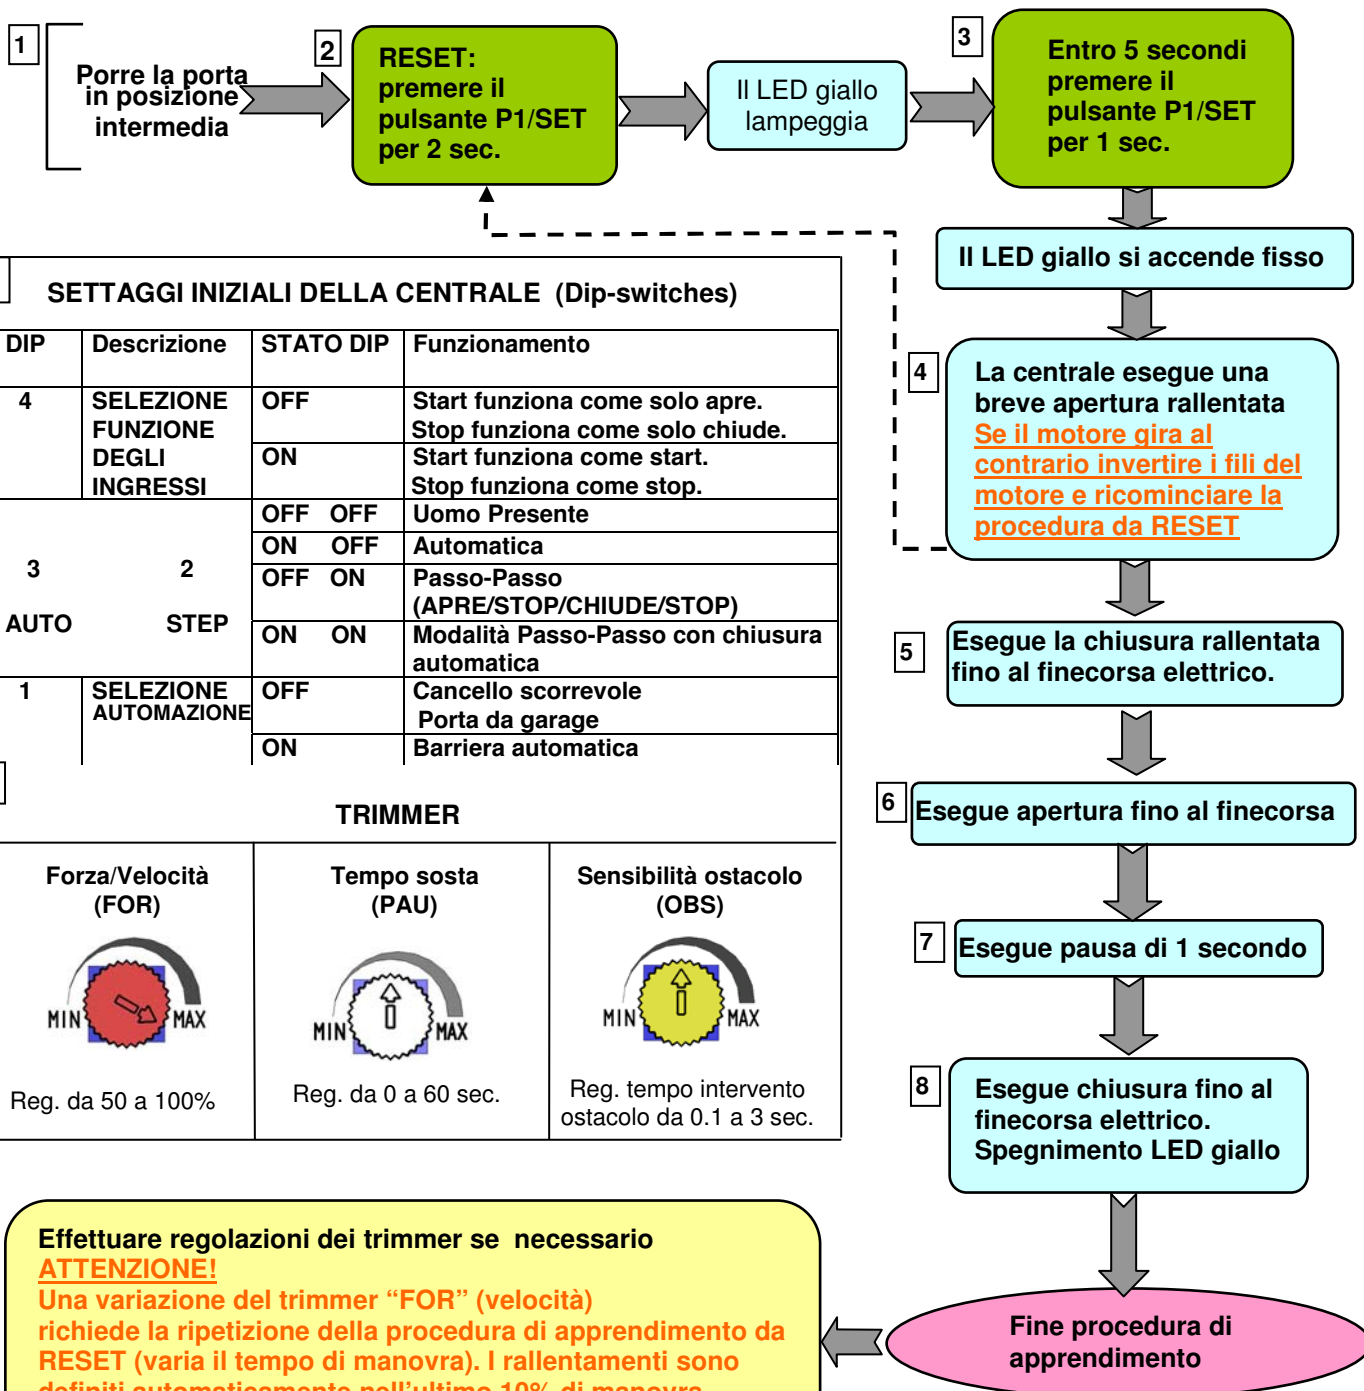 1
Porre la porta
in posizione
intermedia
2
RESET:
premere il
pulsante P1/SET
per 2 sec.
Il LED giallo
lampeggia
3
Entro 5 secondi
premere il
pulsante P1/SET
per 1 sec.
Il LED giallo si accende fisso
4
La centrale esegue una
breve apertura rallentata
Se il motore gira al
contrario invertire i fili del
motore e ricominciare la
procedura da RESET
5
Esegue la chiusura rallentata
fino al finecorsa elettrico.
6
Esegue apertura fino al finecorsa
7
Esegue pausa di 1 secondo
8
Esegue chiusura fino al
finecorsa elettrico.
Spegnimento LED giallo
Fine procedura di
apprendimento
SETTAGGI INIZIALI DELLA CENTRALE (Dip-switches)
DIP Descrizione STATO DIP Funzionamento
4 SELEZIONE OFF Start funziona come solo apre.
FUNZIONE Stop funziona come solo chiude.
DEGLI ON Start funziona come start.
INGRESSI Stop funziona come stop.
OFF OFF Uomo Presente
ON OFF Automatica
3 2 OFF ON Passo-Passo
(APRE/STOP/CHIUDE/STOP)
AUTO STEP ON ON Modalità Passo-Passo con chiusura
automatica
1 SELEZIONE OFF Cancello scorrevole
AUTOMAZIONE Porta da garage
ON Barriera automatica
TRIMMER
Forza/Velocità
(FOR)
MIN MAX
Reg. da 50 a 100%
Tempo sosta
(PAU)
MIN MAX
Reg. da 0 a 60 sec.
Sensibilità ostacolo
(OBS)
MIN MAX
Reg. tempo intervento
ostacolo da 0.1 a 3 sec.
Effettuare regolazioni dei trimmer se necessario
ATTENZIONE!
Una variazione del trimmer “FOR” (velocità)
richiede la ripetizione della procedura di apprendimento da
RESET (varia il tempo di manovra). I rallentamenti sono
definiti automaticamente nell'ultimo 10% di manovra